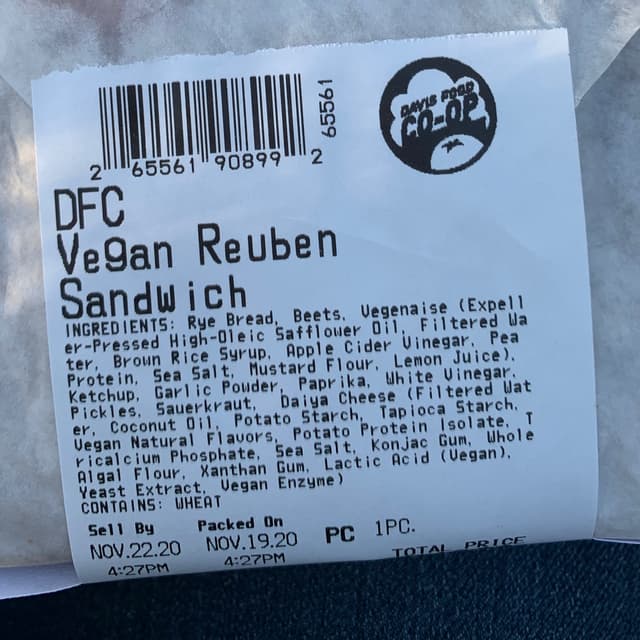 65561
DAVIS FOOD
CO-OP
2 65561 90899 2
DFC
Vegan Reuben
Sandwich
INGREDIENTS: Rye Bread, Beets, Vegenaise (Expell
er-Pressed High-Oleic Safflower Oil, Filtered Wa
ter, Brown Rice Syrup, Apple Cider Vinegar, Pea
Protein, Sea Salt, Mustard Flour, Lemon Juice),
Ketchup, Garlic Powder, Paprika, White Vinegar,
Pickles, Sauerkraut, Daiya Cheese (Filtered Wat
er, Coconut Oil, Potato Starch, Tapioca Starch,
Vegan Natural Flavors, Potato Protein Isolate, T
ricalcium Phosphate, Sea Salt, Konjac Gum, Whole
Algal Flour, Xanthan Gum, Lactic Acid (Vegan),
Yeast Extract, Vegan Enzyme)
CONTAINS: WHEAT
Sell By Packed On
NOV.22.20 NOV.19.20 PC 1PC.
4:27PM 4:27PM TOTAL PRICE